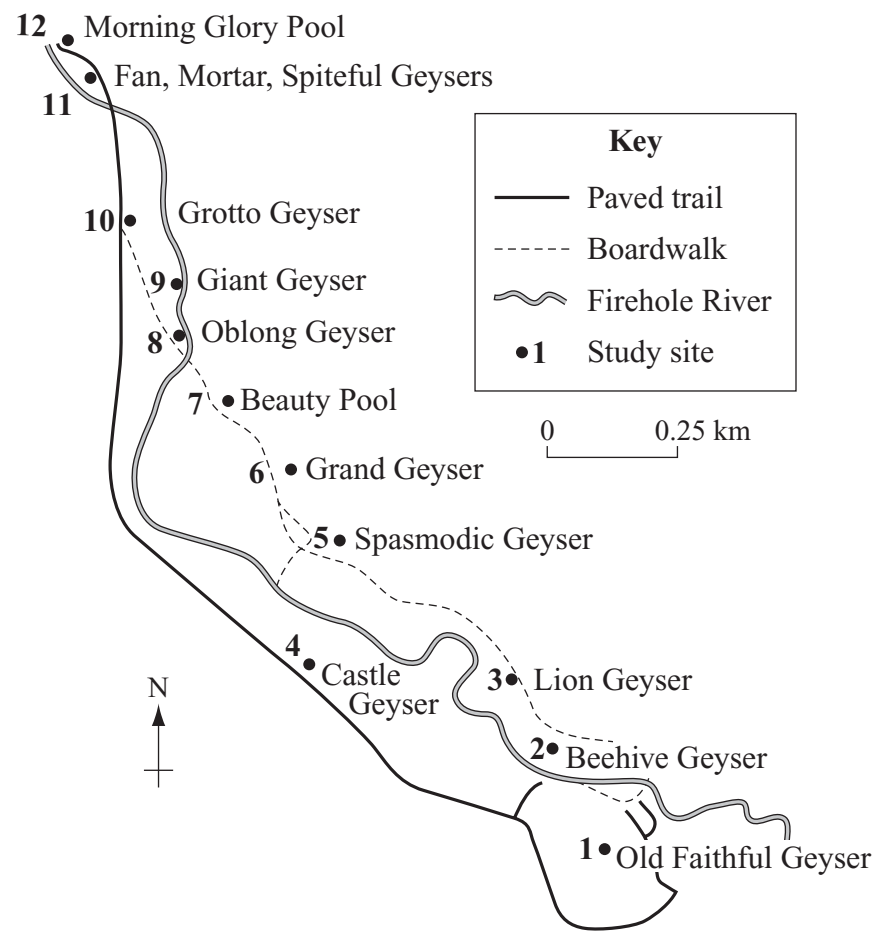 12 Morning Glory Pool
Fan, Mortar, Spiteful Geysers
11
Key
Paved trail
Boardwalk
Firehole River
1 Study site
10 Grotto Geyser
9 Giant Geyser
8 Oblong Geyser
7 Beauty Pool
0 0.25 km
6 Grand Geyser
5 Spasmodic Geyser
4 Castle
Geyser
3 Lion Geyser
N
2 Beehive Geyser
1 Old Faithful Geyser